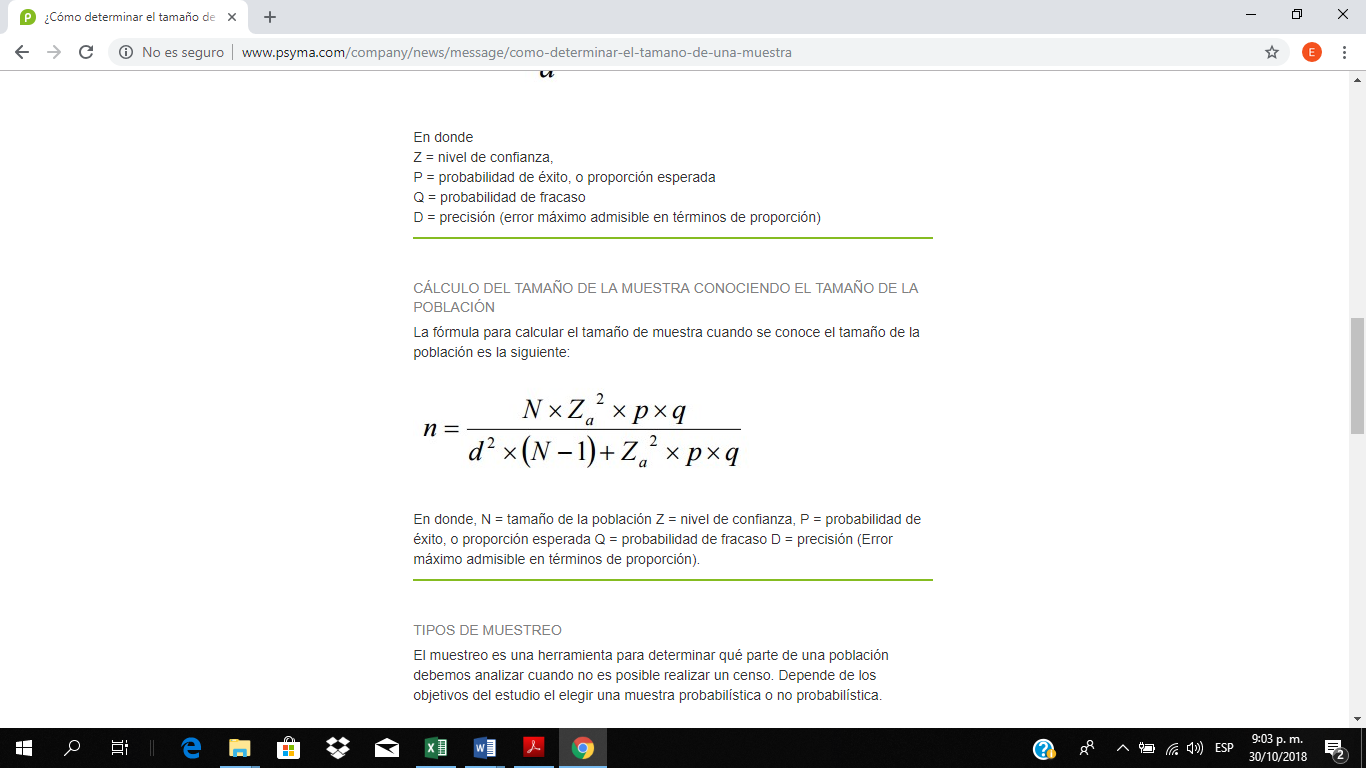 ¿Cómo determinar el tamaño de
No es seguro
www.psyma.com/company/news/message/como-determinar-el-tamano-de-una-muestra
E
En donde
Z = nivel de confianza,
P = probabilidad de éxito, o proporción esperada
Q = probabilidad de fracaso
D = precisión (error máximo admisible en términos de proporción)
CÁLCULO DEL TAMAÑO DE LA MUESTRA CONOCIENDO EL TAMAÑO DE LA
POBLACIÓN
La fórmula para calcular el tamaño de muestra cuando se conoce el tamaño de la
población es la siguiente:
n = N × Zₐ² × p × q
d² × (N − 1) + Zₐ² × p × q
En donde, N = tamaño de la población Z = nivel de confianza, P = probabilidad de
éxito, o proporción esperada Q = probabilidad de fracaso D = precisión (Error
máximo admisible en términos de proporción).
TIPOS DE MUESTREO
El muestreo es una herramienta para determinar qué parte de una población
debemos analizar cuando no es posible realizar un censo. Depende de los
objetivos del estudio el elegir una muestra probabilística o no probabilística.
ESP
9:03 p. m.
30/10/2018
2